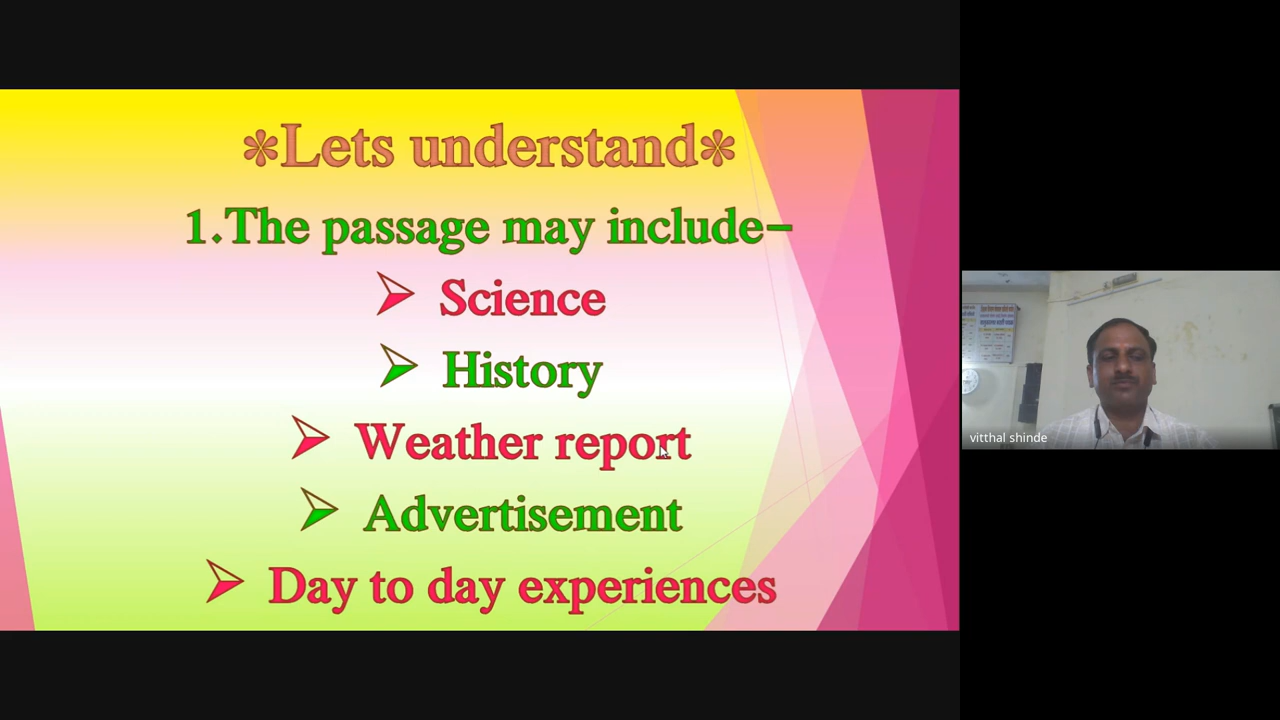 *Lets understand*
1.The passage may include-
Science
History
Weather report
Advertisement
Day to day experiences
vitthal shinde